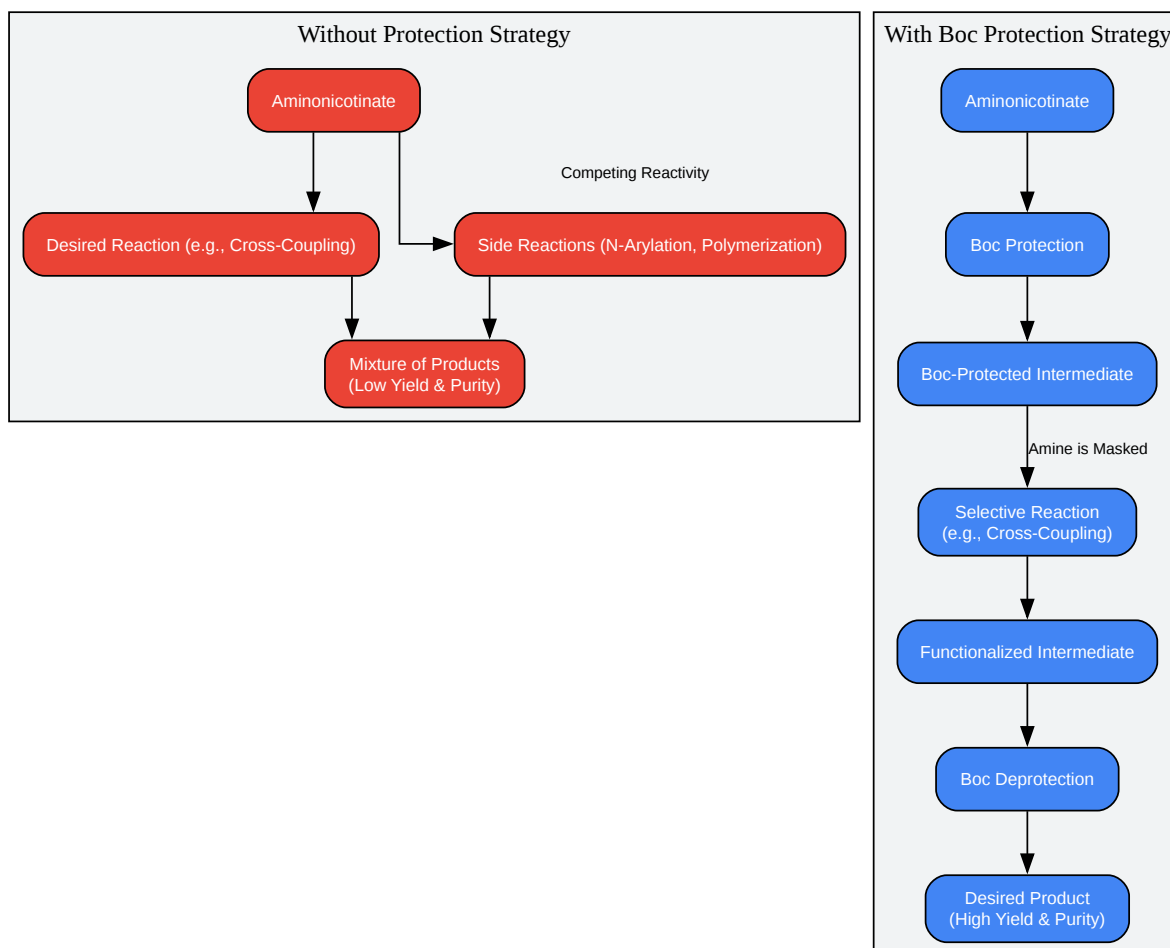 Without Protection Strategy
Aminonicotinate
Competing Reactivity
Desired Reaction (e.g., Cross-Coupling)
Side Reactions (N-Arylation, Polymerization)
Mixture of Products
(Low Yield & Purity)
With Boc Protection Strategy
Aminonicotinate
Boc Protection
Boc-Protected Intermediate
Amine is Masked
Selective Reaction
(e.g., Cross-Coupling)
Functionalized Intermediate
Boc Deprotection
Desired Product
(High Yield & Purity)